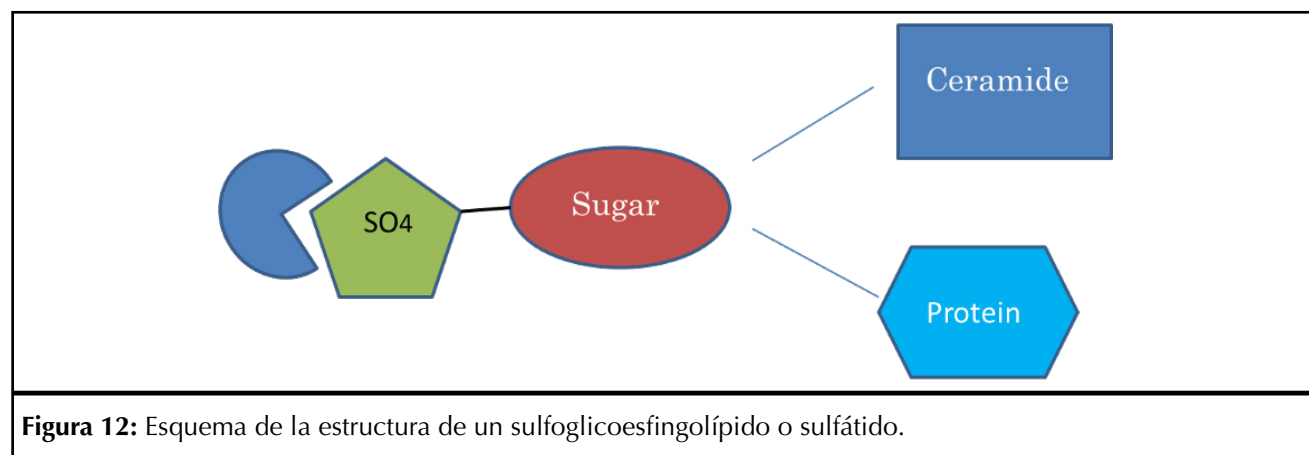 Ceramide
SO4
Sugar
Protein
Figura 12: Esquema de la estructura de un sulfoglicoesfingolípido o sulfátido.